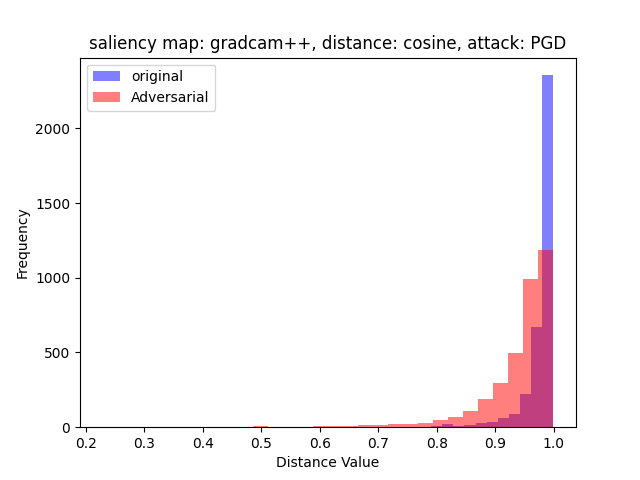 saliency map: gradcam++, distance: cosine, attack: PGD
original
Adversarial
2000
1500
1000
500
0
Frequency
0.2 0.3 0.4 0.5 0.6 0.7 0.8 0.9 1.0
Distance Value